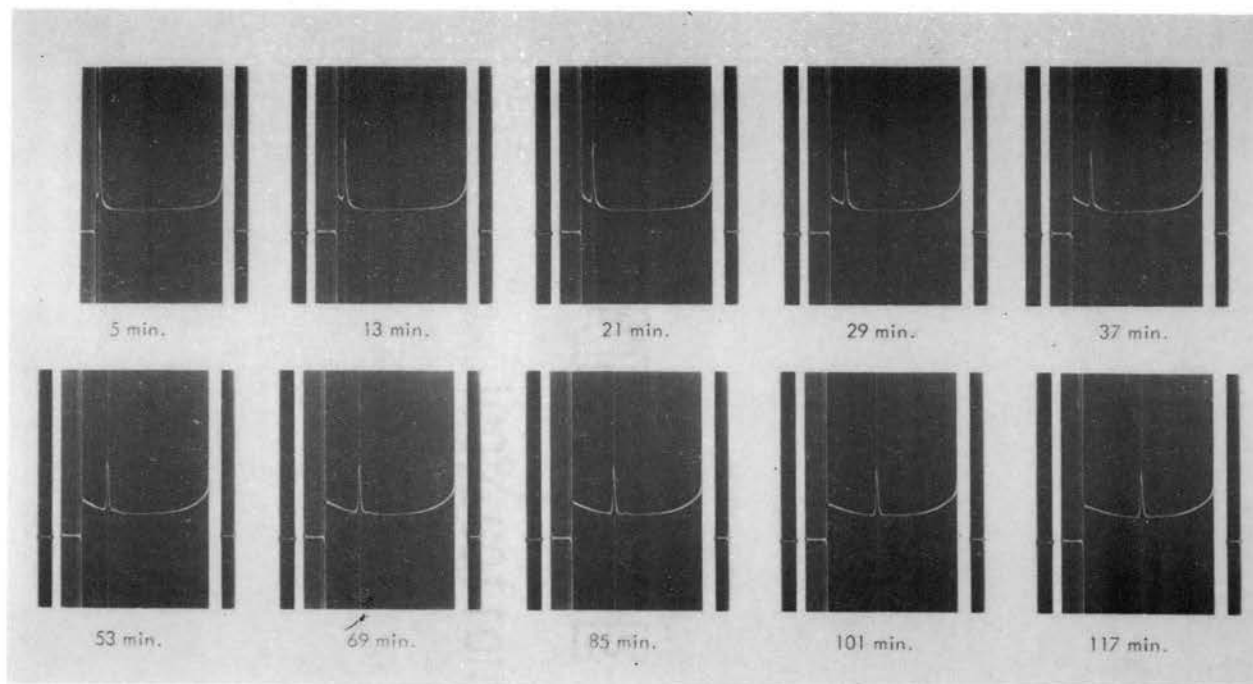 5 min.
13 min.
21 min.
29 min.
37 min.
53 min.
69 min.
85 min.
101 min.
117 min.